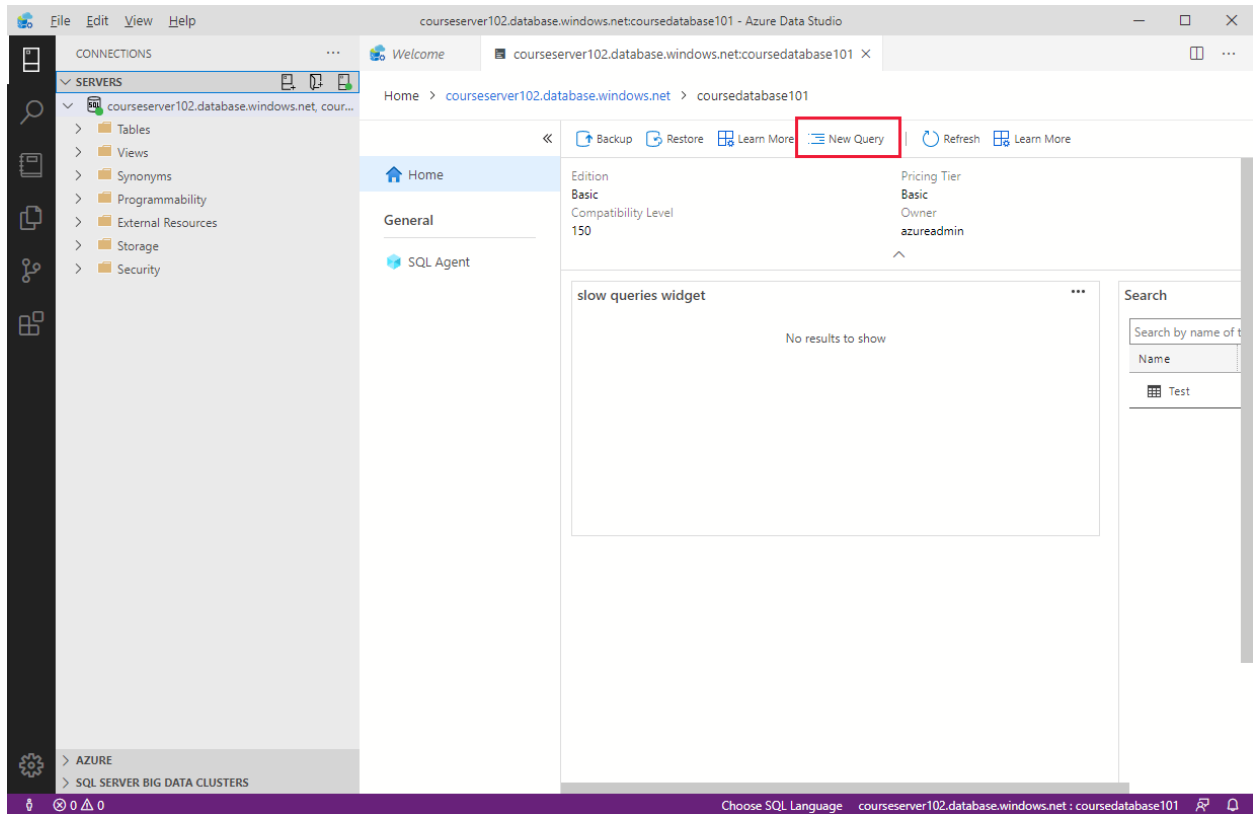 File Edit View Help
courseserver102.database.windows.net:coursedatabase101 - Azure Data Studio
CONNECTIONS
Welcome
courseserver102.database.windows.net:coursedatabase101
SERVERS
courseserver102.database.windows.net, cour...
Tables
Views
Synonyms
Programmability
External Resources
Storage
Security
AZURE
SQL SERVER BIG DATA CLUSTERS
Home > courseserver102.database.windows.net > coursedatabase101
Backup Restore Learn More New Query Refresh Learn More
Home
General
SQL Agent
Edition
Basic
Compatibility Level
150
Pricing Tier
Basic
Owner
azureadmin
slow queries widget
No results to show
Search
Search by name of t
Name
Test
0 0 Choose SQL Language courseserver102.database.windows.net : coursedatabase101